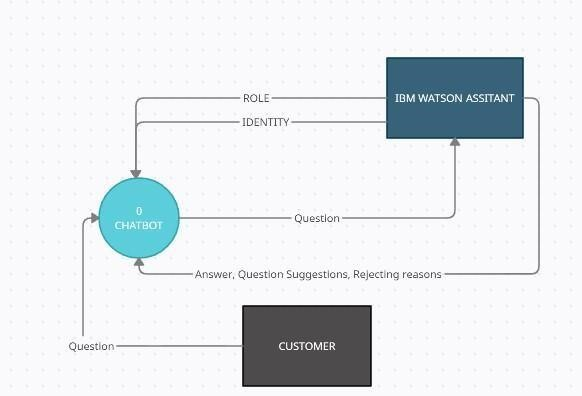 ROLE
IBM WATSON ASSITANT
IDENTITY
0
CHATBOT
Question
Answer, Question Suggestions, Rejecting reasons
Question
CUSTOMER